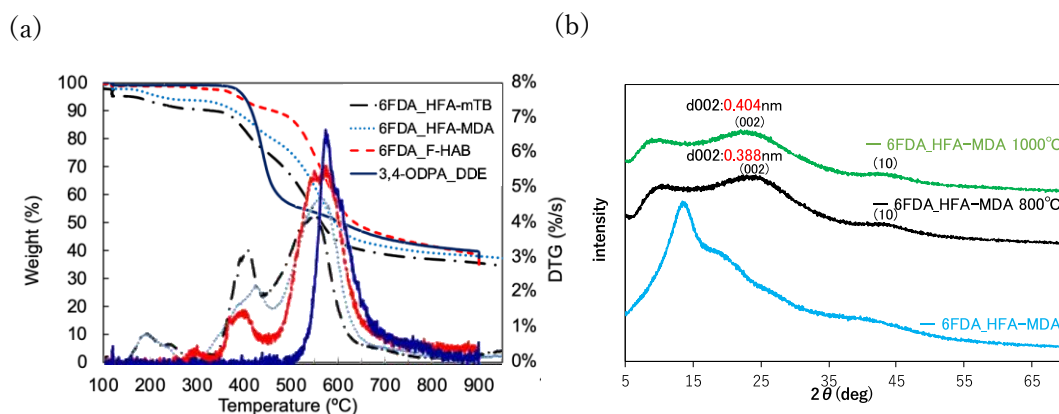 (a)
(b)
100
90
80
70
60
50
40
30
20
10
0
Weight (%)
8%
7%
6%
5%
4%
3%
2%
1%
0%
DTG (%/s)
6FDA_HFA-mTB
6FDA_HFA-MDA
6FDA_F-HAB
3,4-ODPA_DDE
100 200 300 400 500 600 700 800 900
Temperature (ºC)
intensity
d002:0.404nm
(002)
d002:0.388nm
(002)
(10)
6FDA_HFA-MDA 1000℃
(10)
6FDA_HFA-MDA 800℃
6FDA_HFA-MDA
5 15 25 35 45 55 65
2θ(deg)